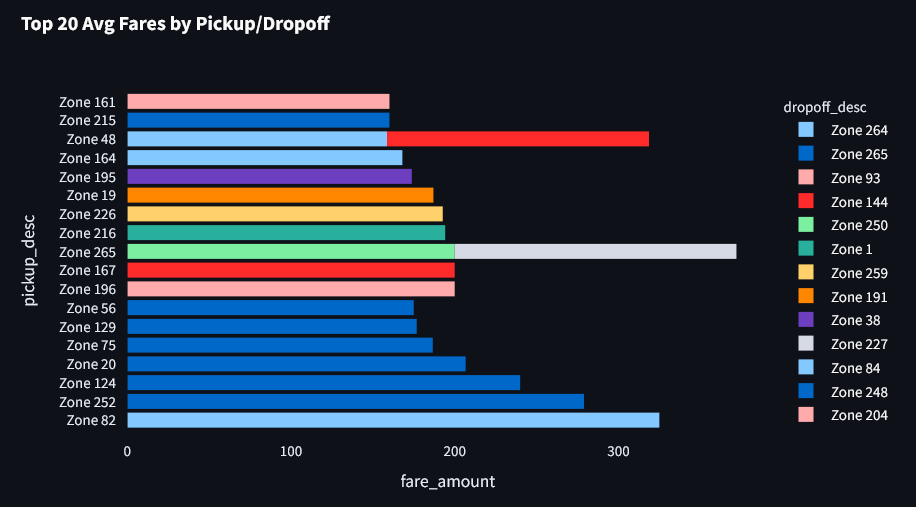 Top 20 Avg Fares by Pickup/Dropoff
pickup_desc
Zone 161
Zone 215
Zone 48
Zone 164
Zone 195
Zone 19
Zone 226
Zone 216
Zone 265
Zone 167
Zone 196
Zone 56
Zone 129
Zone 75
Zone 20
Zone 124
Zone 252
Zone 82
0 100 200 300
fare_amount
dropoff_desc
Zone 264
Zone 265
Zone 93
Zone 144
Zone 250
Zone 1
Zone 259
Zone 191
Zone 38
Zone 227
Zone 84
Zone 248
Zone 204